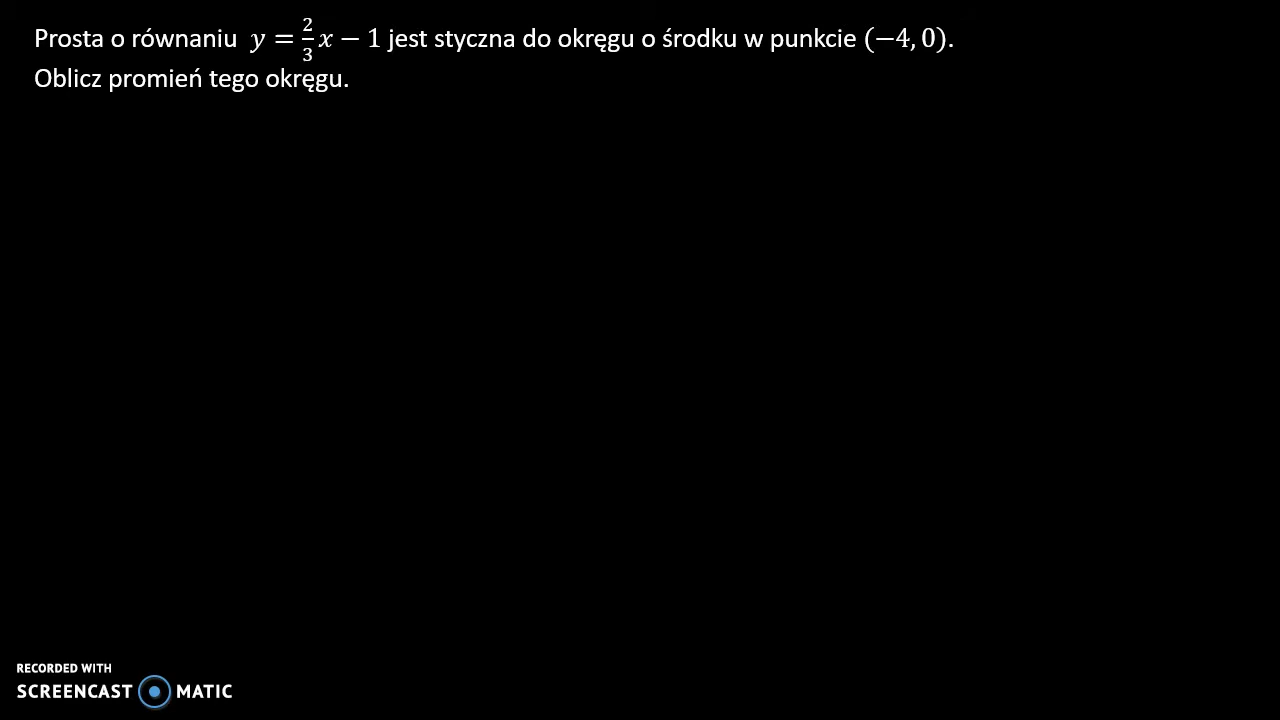 Prosta o równaniu y = 2/3 x − 1 jest styczna do okręgu o środku w punkcie (−4, 0).
Oblicz promień tego okręgu.
RECORDED WITH
SCREENCAST MATIC